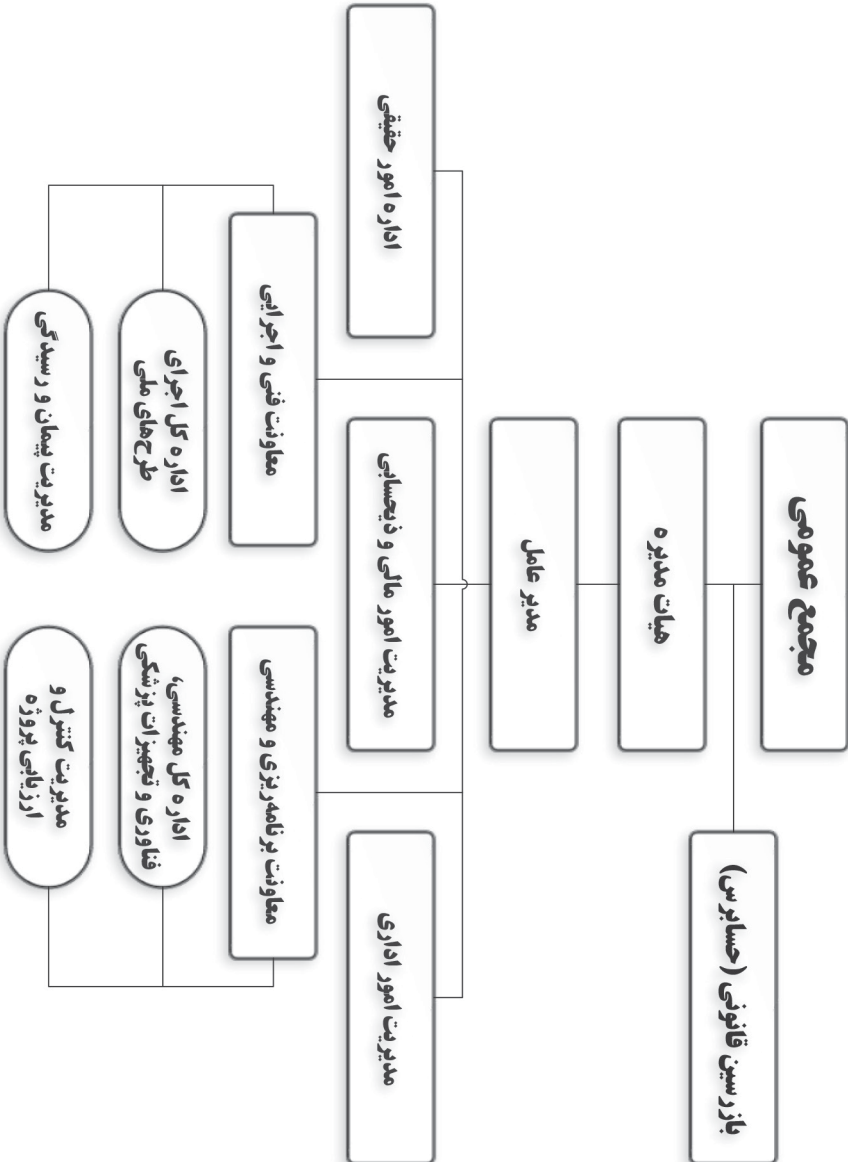 مجمع عمومی
بازرسین قانونی (حسابرس)
هیات مدیره
مدیر عامل
اداره امور حقیقی
مدیریت امور مالی و ذیحسابی
مدیریت امور اداری
معاونت فنی و اجرایی
معاونت برنامه‌ریزی و مهندسی
اداره کل اجرای
طرح‌های ملی
اداره کل مهندسی،
فناوری و تجهیزات پزشکی
مدیریت پیمان و رسیدگی
مدیریت کنترل و
ارزیابی پروژه